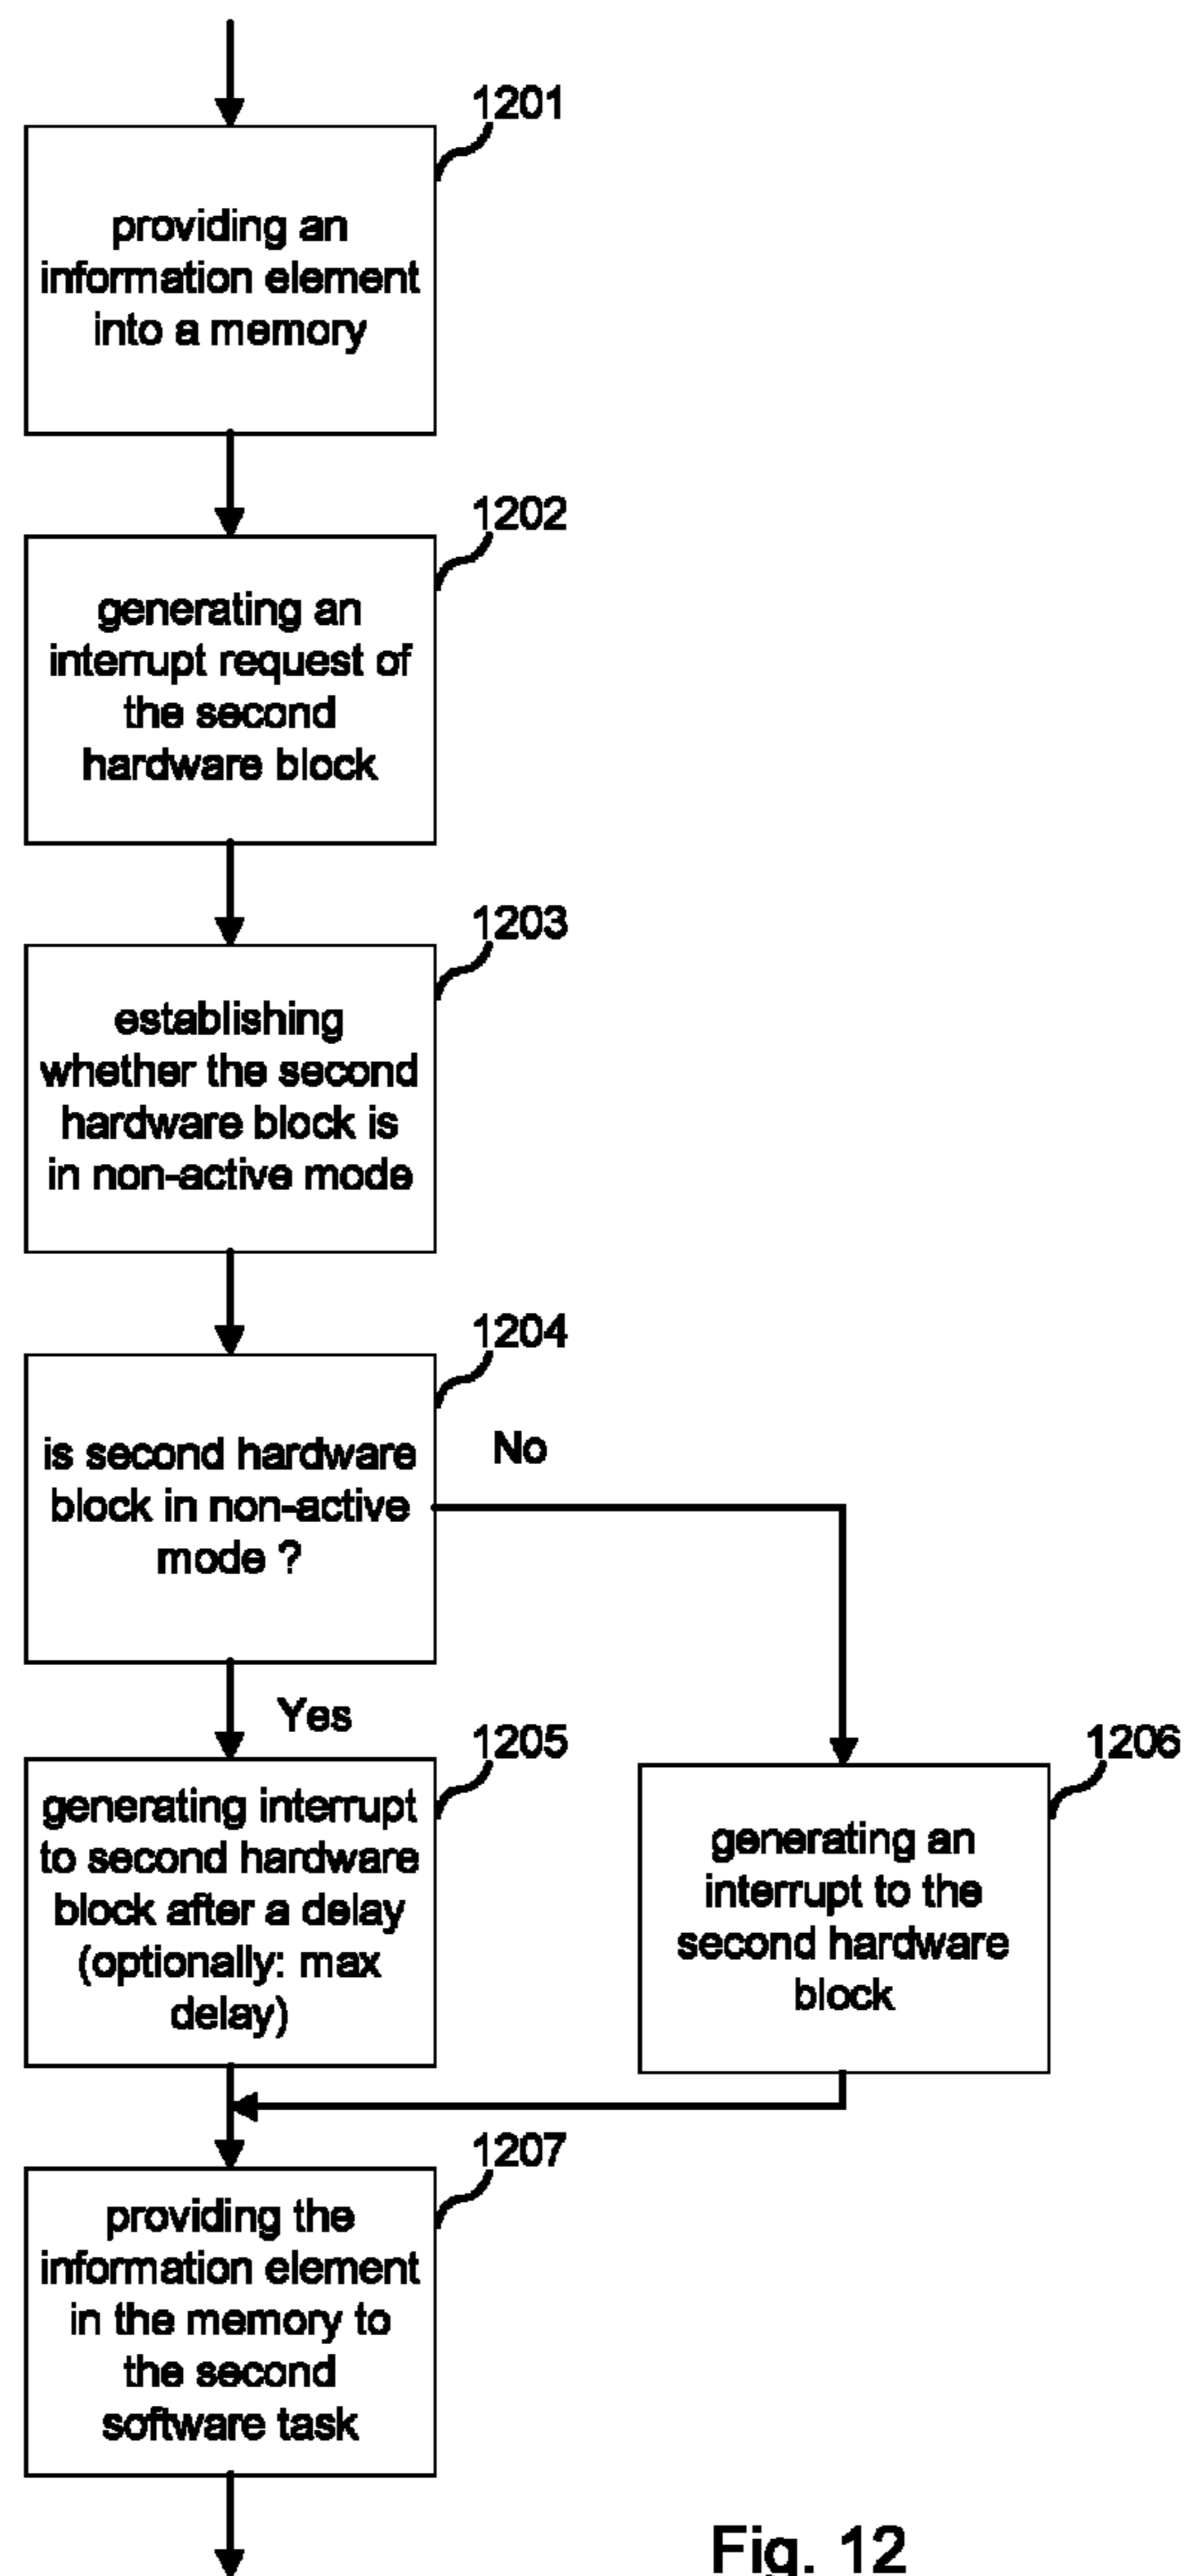 1201
providing an
information element
into a memory
1202
generating an
interrupt request of
the second
hardware block
1203
establishing
whether the second
hardware block is
in non-active mode
1204
is second hardware
block in non-active
mode ?
No
Yes
1205
generating interrupt
to second hardware
block after a delay
(optionally: max
delay)
1206
generating an
interrupt to the
second hardware
block
1207
providing the
information element
in the memory to
the second
software task
Fig. 12